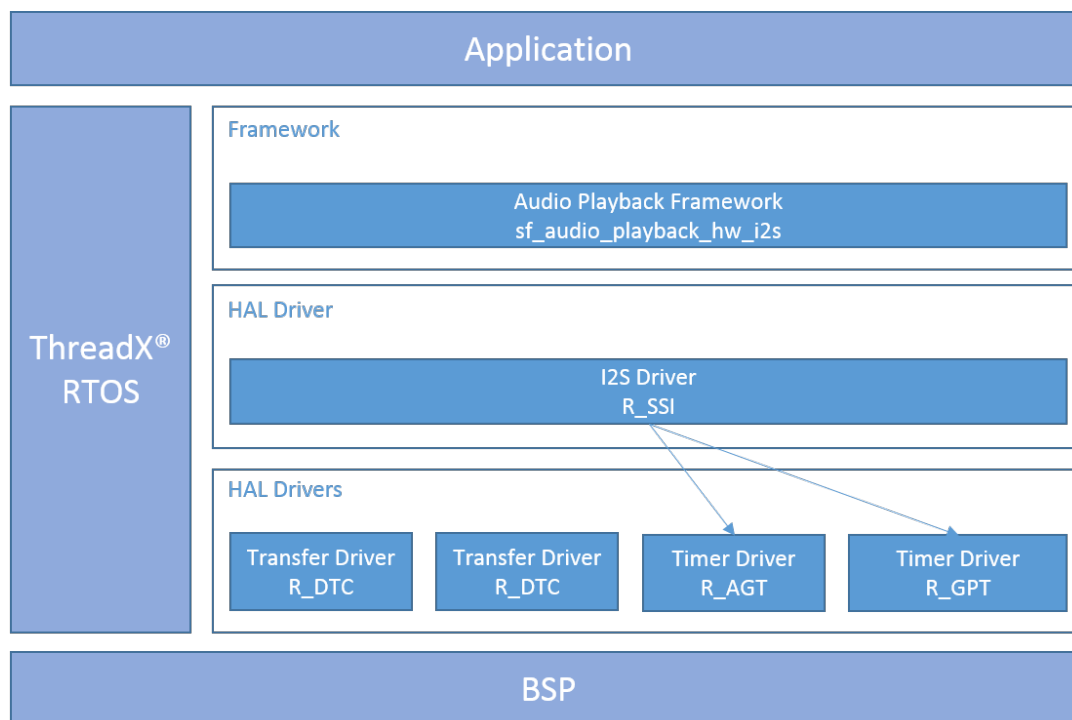 Application
ThreadX®
RTOS
Framework
Audio Playback Framework
sf_audio_playback_hw_i2s
HAL Driver
I2S Driver
R_SSI
HAL Drivers
Transfer Driver
R_DTC
Transfer Driver
R_DTC
Timer Driver
R_AGT
Timer Driver
R_GPT
BSP